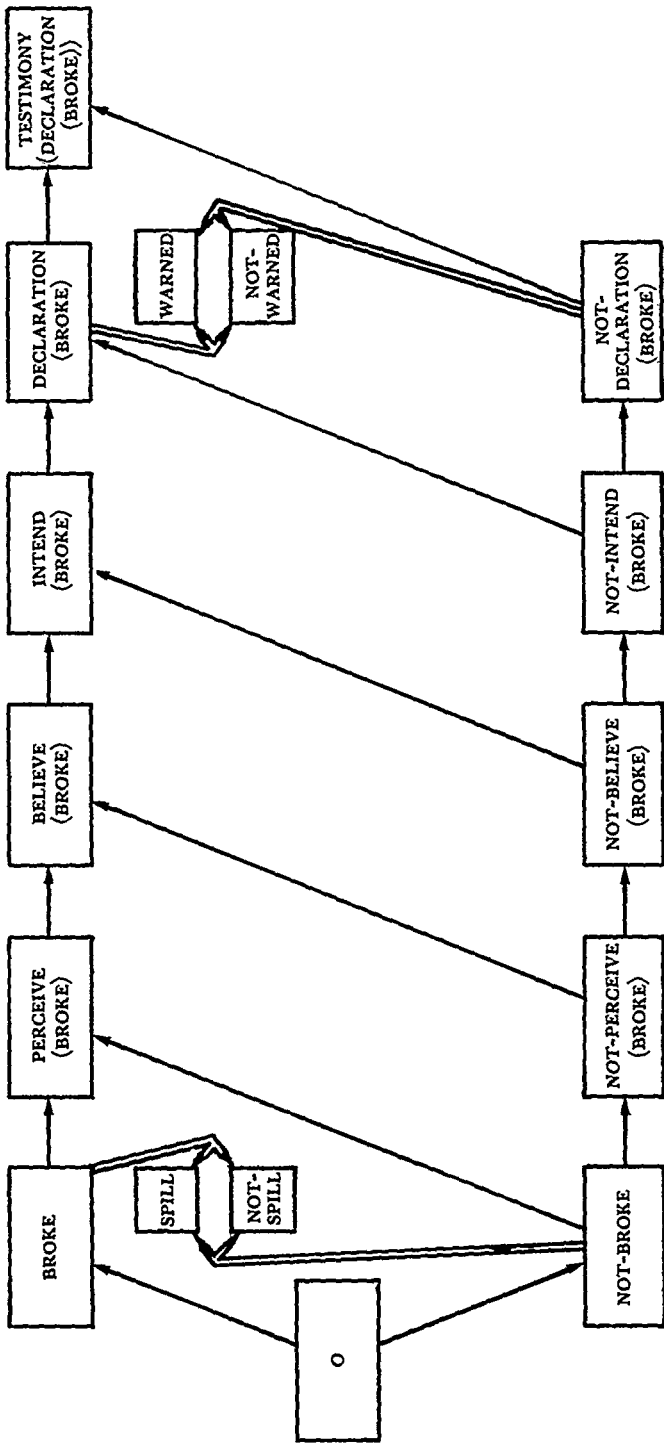 BROKE
PERCEIVE
(BROKE)
BELIEVE
(BROKE)
INTEND
(BROKE)
DECLARATION
(BROKE)
TESTIMONY
(DECLARATION
(BROKE))
SPILL
NOT-
SPILL
WARNED
NOT-
WARNED
O
NOT-BROKE
NOT-PERCEIVE
(BROKE)
NOT-BELIEVE
(BROKE)
NOT-INTEND
(BROKE)
NOT-
DECLARATION
(BROKE)